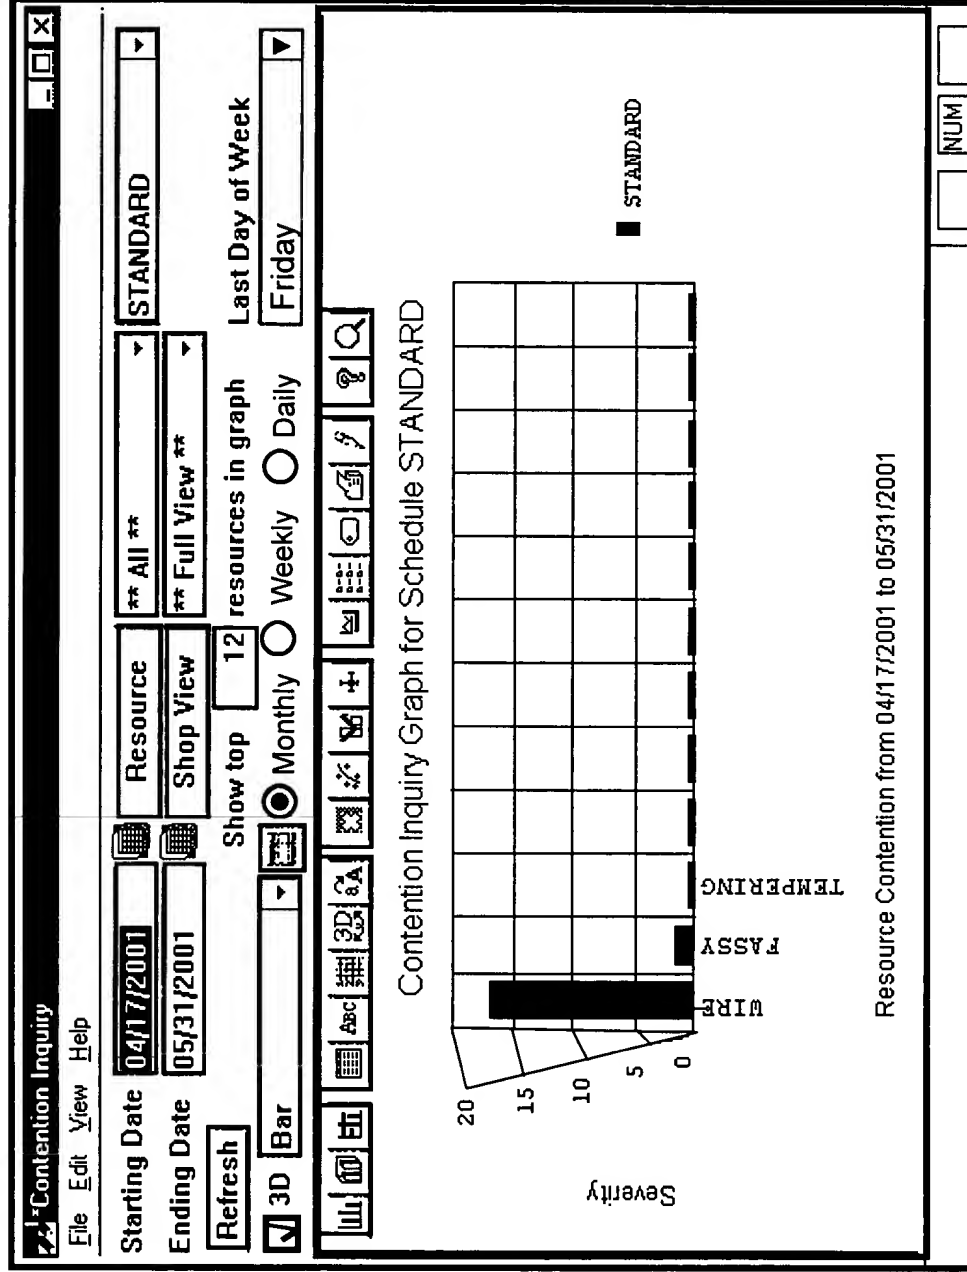 *Contention Inquiry
File Edit View Help
Starting Date 04/17/2001 Resource ** All ** STANDARD
Ending Date 05/31/2001 Shop View ** Full View **
Refresh Show top 12 resources in graph Last Day of Week
3D Bar Monthly Weekly Daily Friday
ABC 3D aA ?
Contention Inquiry Graph for Schedule STANDARD
Severity
20
15
10
5
0
STANDARD
WIRE
FASSY
TEMPERING
Resource Contention from 04/17/2001 to 05/31/2001
NUM